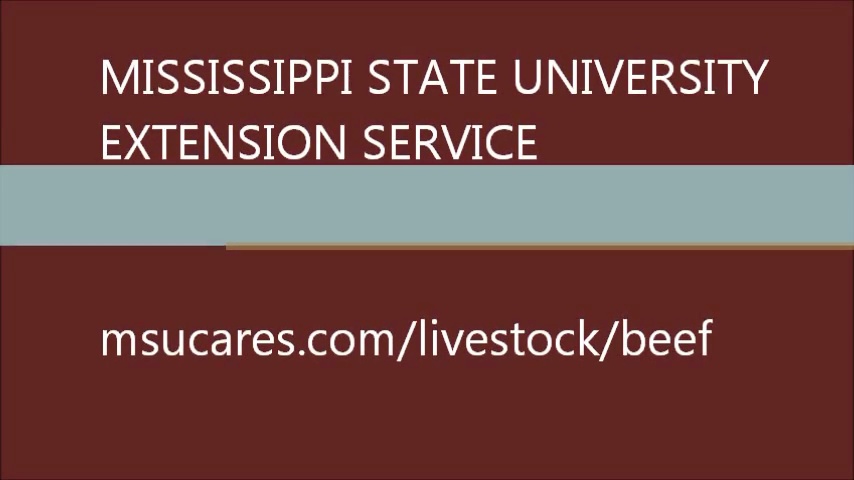 MISSISSIPPI STATE UNIVERSITY
EXTENSION SERVICE
msucares.com/livestock/beef